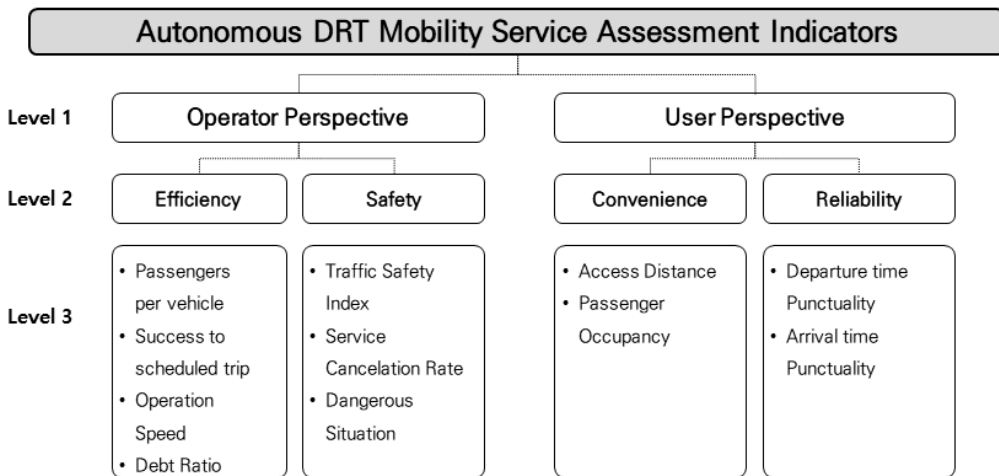 Autonomous DRT Mobility Service Assessment Indicators
Level 1
Operator Perspective
User Perspective
Level 2
Efficiency
Safety
Convenience
Reliability
Level 3
• Passengers
per vehicle
• Success to
scheduled trip
• Operation
Speed
• Debt Ratio
• Traffic Safety
Index
• Service
Cancelation Rate
• Dangerous
Situation
• Access Distance
• Passenger
Occupancy
• Departure time
Punctuality
• Arrival time
Punctuality